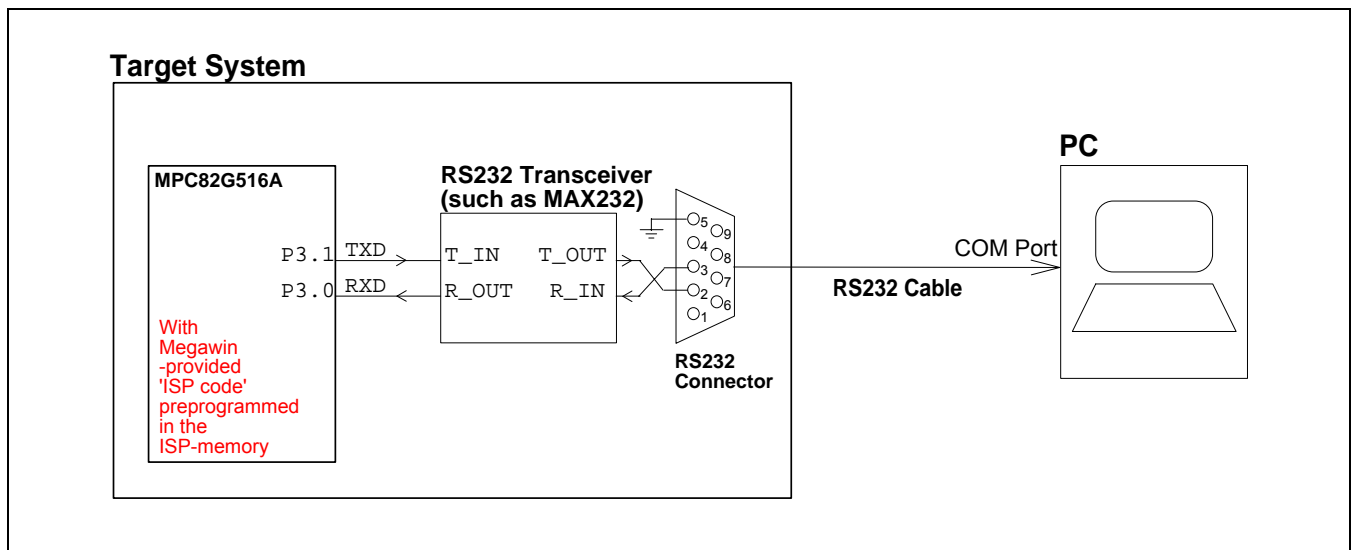 Target System
MPC82G516A
P3.1 TXD
P3.0 RXD
With
Megawin
-provided
'ISP code'
preprogrammed
in the
ISP-memory
RS232 Transceiver
(such as MAX232)
T_IN T_OUT
R_OUT R_IN
5
9
4
8
3
7
2
6
1
RS232
Connector
RS232 Cable
PC
COM Port